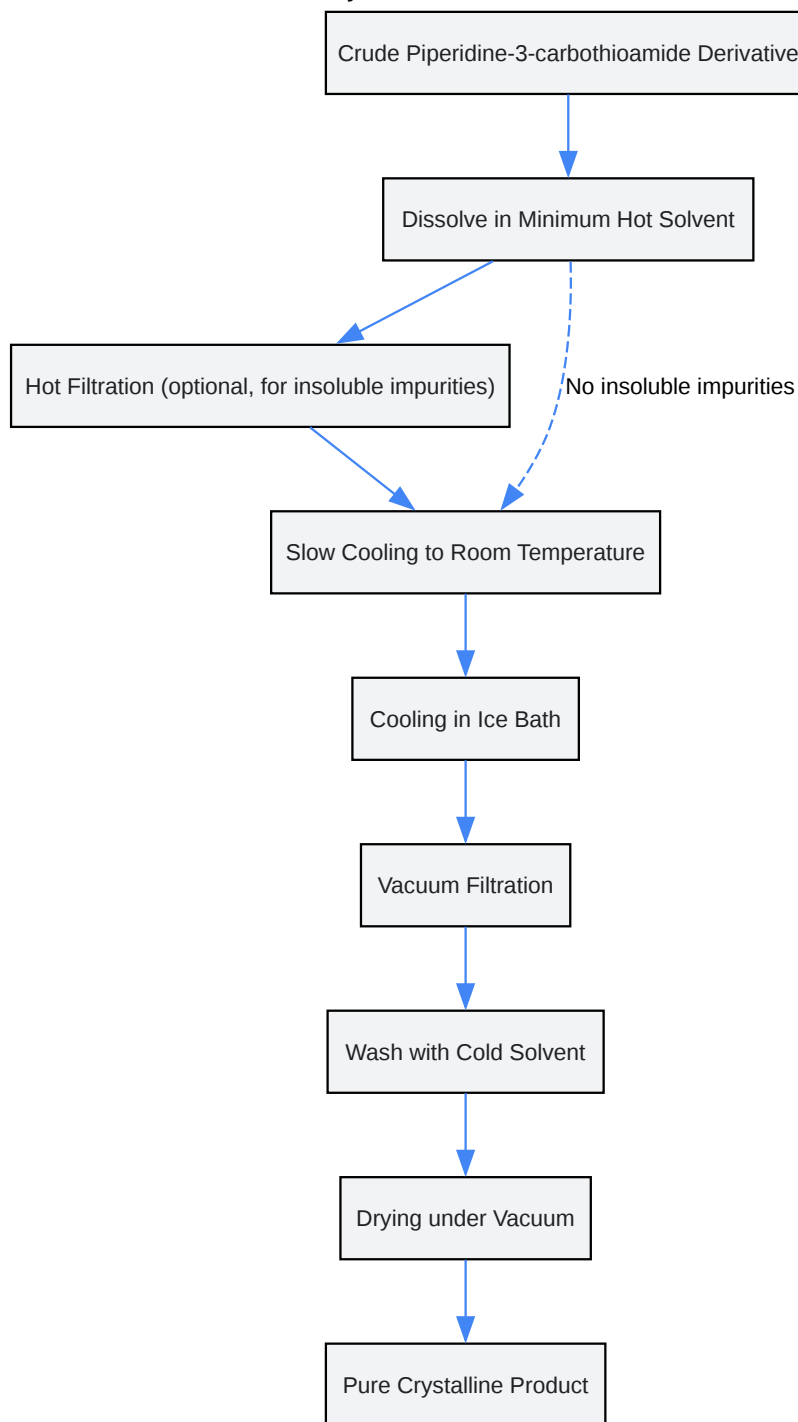 Crude Piperidine-3-carbothioamide Derivative
Dissolve in Minimum Hot Solvent
Hot Filtration (optional, for insoluble impurities)
No insoluble impurities
Slow Cooling to Room Temperature
Cooling in Ice Bath
Vacuum Filtration
Wash with Cold Solvent
Drying under Vacuum
Pure Crystalline Product